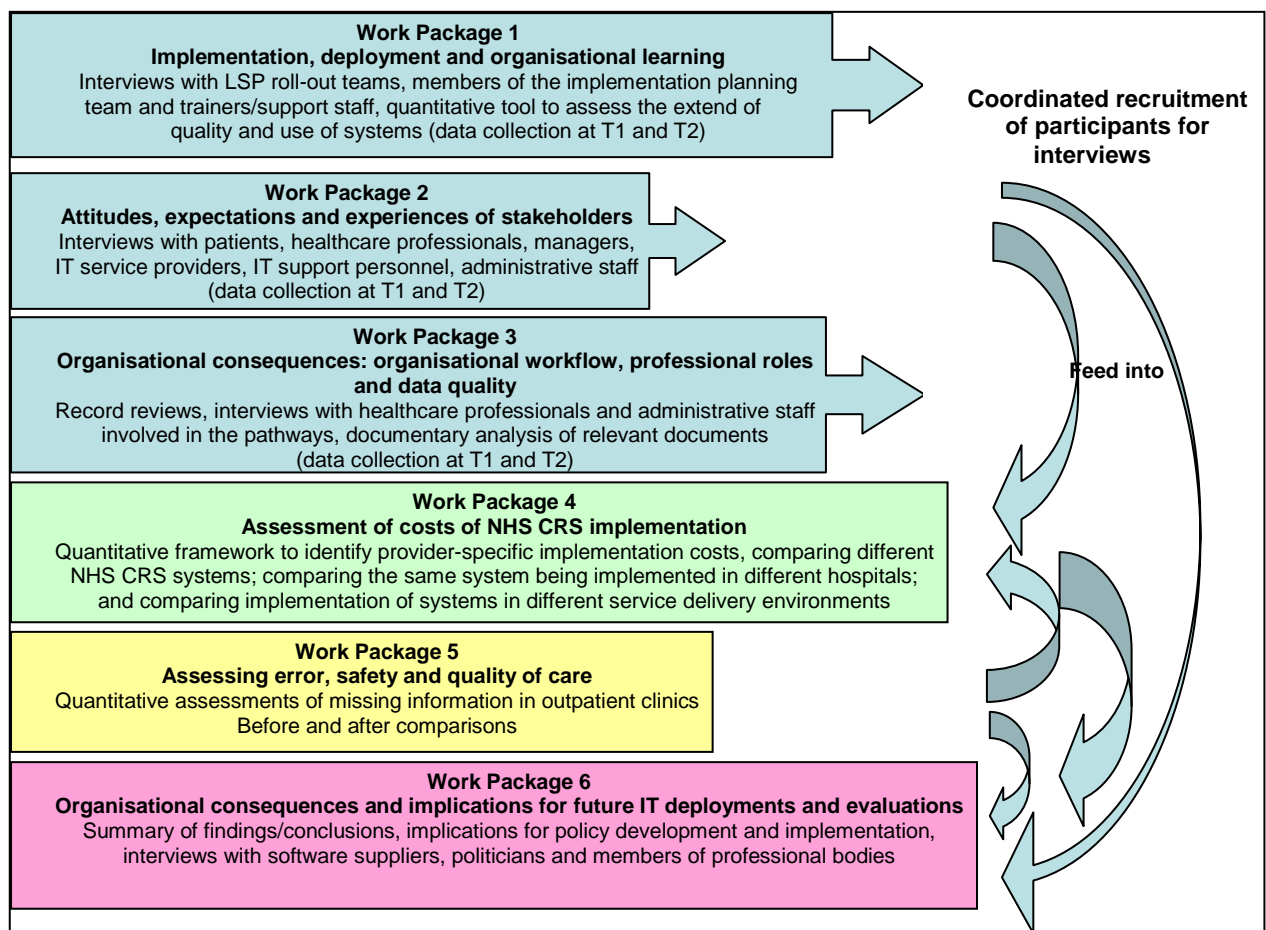 Work Package 1
Implementation, deployment and organisational learning
Interviews with LSP roll-out teams, members of the implementation planning
team and trainers/support staff, quantitative tool to assess the extend of
quality and use of systems (data collection at T1 and T2)
Coordinated recruitment
of participants for
interviews
Work Package 2
Attitudes, expectations and experiences of stakeholders
Interviews with patients, healthcare professionals, managers,
IT service providers, IT support personnel, administrative staff
(data collection at T1 and T2)
Work Package 3
Organisational consequences: organisational workflow, professional roles
and data quality
Record reviews, interviews with healthcare professionals and administrative staff
involved in the pathways, documentary analysis of relevant documents
(data collection at T1 and T2)
Feed into
Work Package 4
Assessment of costs of NHS CRS implementation
Quantitative framework to identify provider-specific implementation costs, comparing different
NHS CRS systems; comparing the same system being implemented in different hospitals;
and comparing implementation of systems in different service delivery environments
Work Package 5
Assessing error, safety and quality of care
Quantitative assessments of missing information in outpatient clinics
Before and after comparisons
Work Package 6
Organisational consequences and implications for future IT deployments and evaluations
Summary of findings/conclusions, implications for policy development and implementation,
interviews with software suppliers, politicians and members of professional bodies